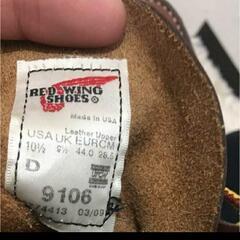 RED WING
SHOES®
Made in USA
Leather Upper
USA UK EUR CM
10½ 9½ 44.0 28.5
D
9106
4413 03/09